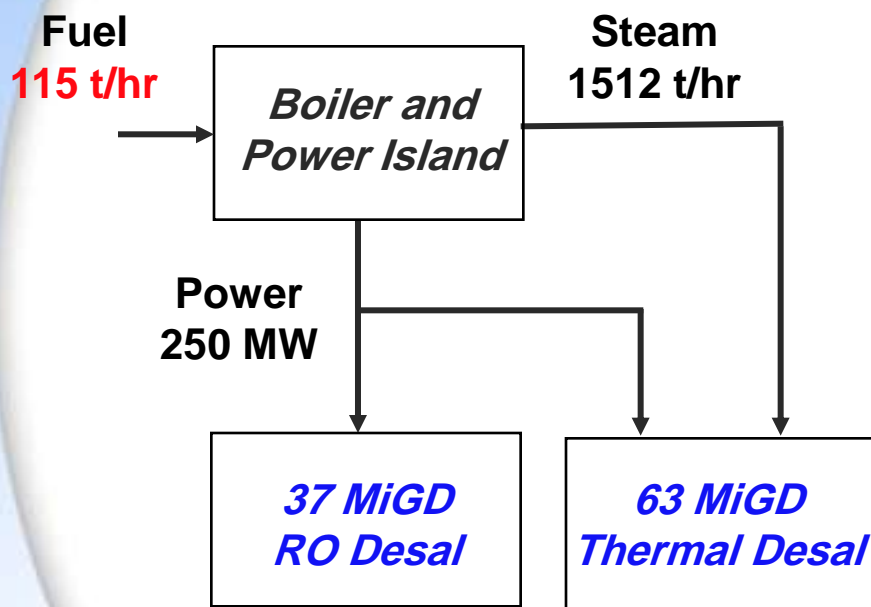 Fuel
115 t/hr
Boiler and
Power Island
Steam
1512 t/hr
Power
250 MW
37 MiGD
RO Desal
63 MiGD
Thermal Desal